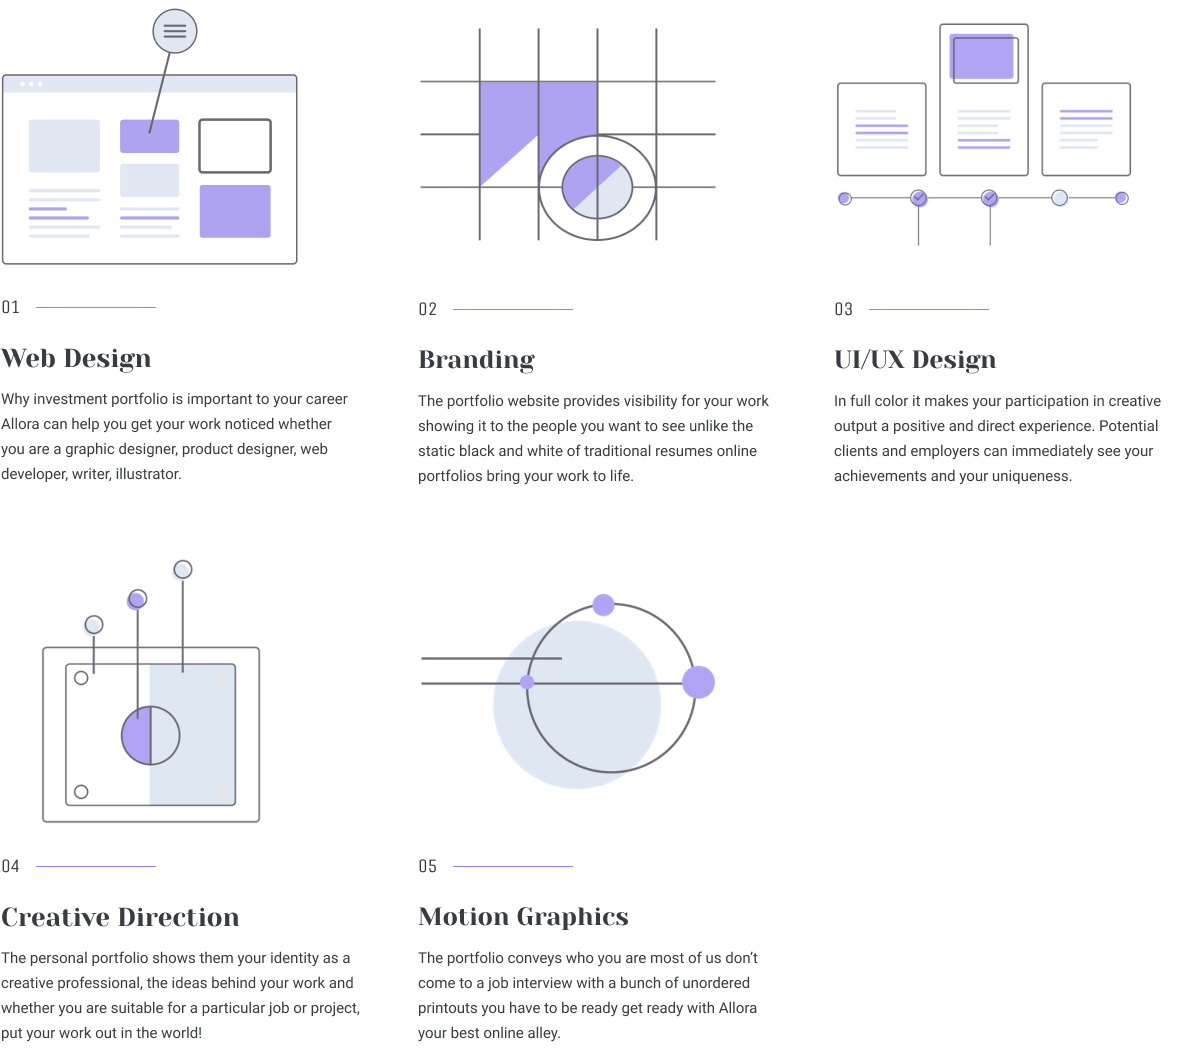 01
Web Design
Why investment portfolio is important to your career
Allora can help you get your work noticed whether
you are a graphic designer, product designer, web
developer, writer, illustrator.
02
Branding
The portfolio website provides visibility for your work
showing it to the people you want to see unlike the
static black and white of traditional resumes online
portfolios bring your work to life.
03
UI/UX Design
In full color it makes your participation in creative
output a positive and direct experience. Potential
clients and employers can immediately see your
achievements and your uniqueness.
04
Creative Direction
The personal portfolio shows them your identity as a
creative professional, the ideas behind your work and
whether you are suitable for a particular job or project,
put your work out in the world!
05
Motion Graphics
The portfolio conveys who you are most of us don’t
come to a job interview with a bunch of unordered
printouts you have to be ready get ready with Allora
your best online alley.